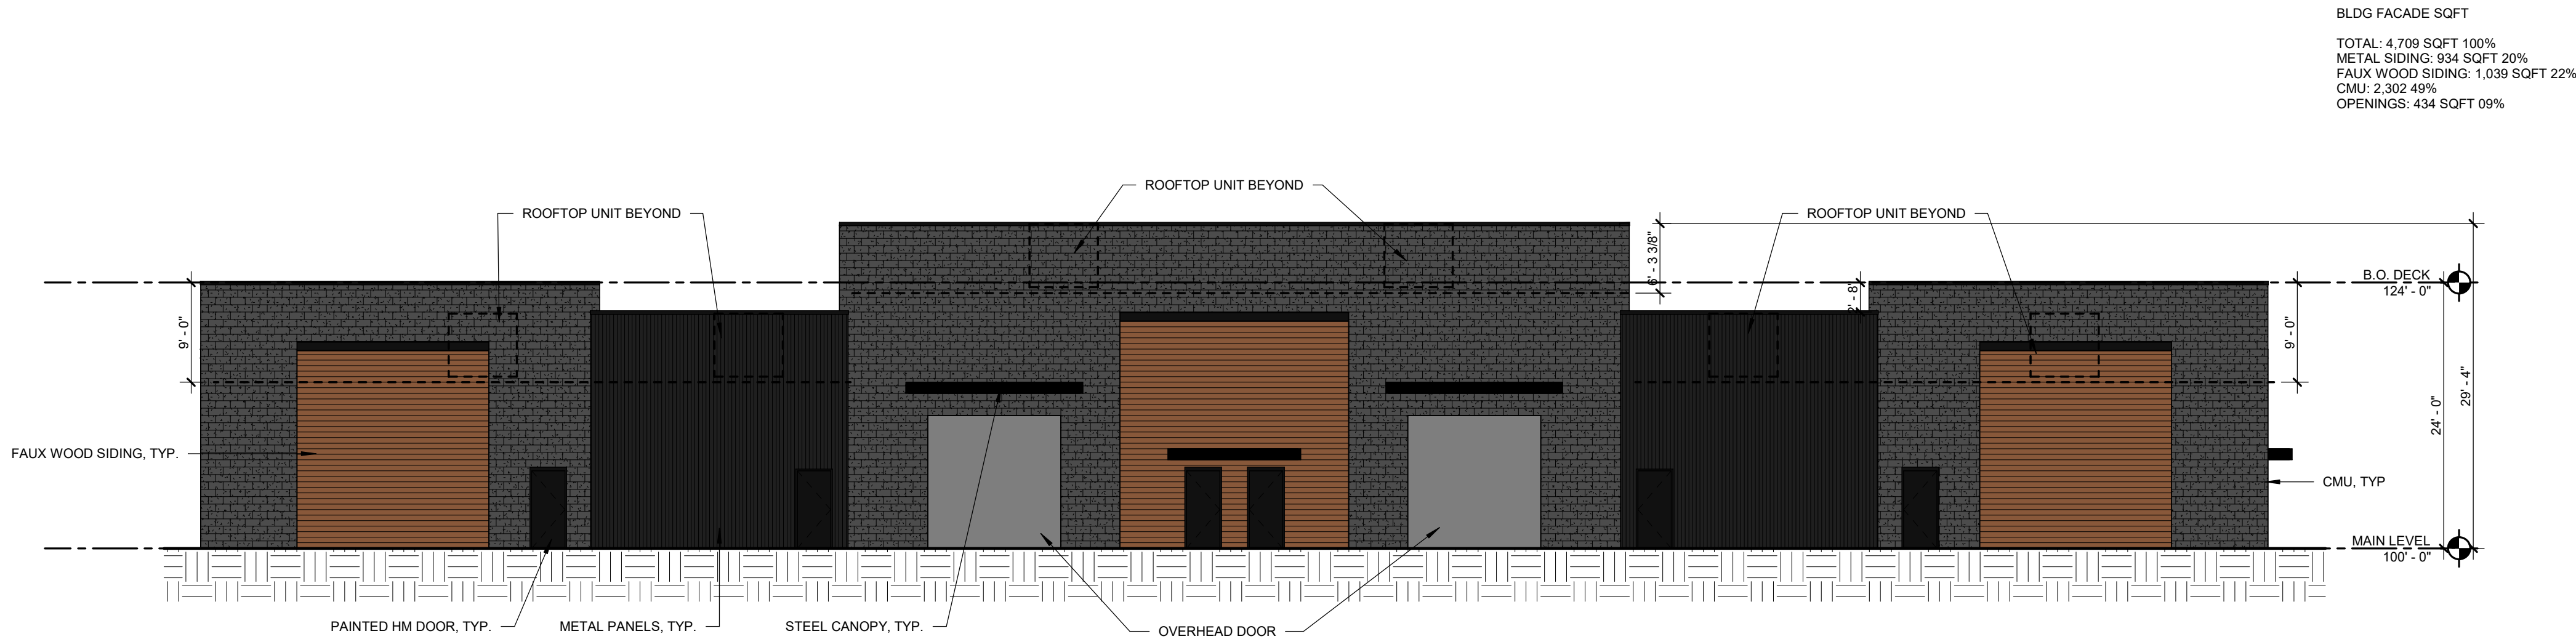 BLDG FACADE SQFT
TOTAL: 4,709 SQFT 100%
METAL SIDING: 934 SQFT 20%
FAUX WOOD SIDING: 1,039 SQFT 22%
CMU: 2,302 49%
OPENINGS: 434 SQFT 09%
ROOFTOP UNIT BEYOND
ROOFTOP UNIT BEYOND
ROOFTOP UNIT BEYOND
6' - 3 3/8"
2' - 8"
B.O. DECK
124' - 0"
9' - 0"
9' - 0"
24' - 0"
29' - 4"
FAUX WOOD SIDING, TYP.
CMU, TYP
MAIN LEVEL
100' - 0"
PAINTED HM DOOR, TYP.
METAL PANELS, TYP.
STEEL CANOPY, TYP.
OVERHEAD DOOR